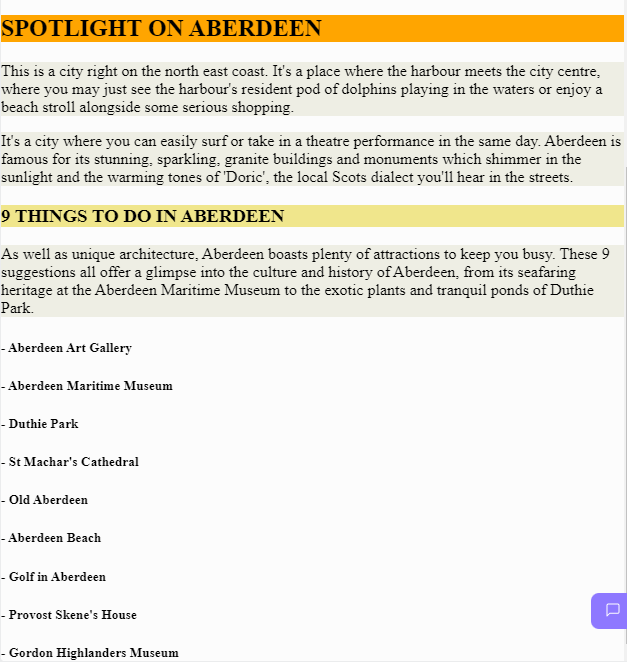 SPOTLIGHT ON ABERDEEN
This is a city right on the north east coast. It's a place where the harbour meets the city centre,
where you may just see the harbour's resident pod of dolphins playing in the waters or enjoy a
beach stroll alongside some serious shopping.
It's a city where you can easily surf or take in a theatre performance in the same day. Aberdeen is
famous for its stunning, sparkling, granite buildings and monuments which shimmer in the
sunlight and the warming tones of 'Doric', the local Scots dialect you'll hear in the streets.
9 THINGS TO DO IN ABERDEEN
As well as unique architecture, Aberdeen boasts plenty of attractions to keep you busy. These 9
suggestions all offer a glimpse into the culture and history of Aberdeen, from its seafaring
heritage at the Aberdeen Maritime Museum to the exotic plants and tranquil ponds of Duthie
Park.
- Aberdeen Art Gallery
- Aberdeen Maritime Museum
- Duthie Park
- St Machar's Cathedral
- Old Aberdeen
- Aberdeen Beach
- Golf in Aberdeen
- Provost Skene's House
- Gordon Highlanders Museum